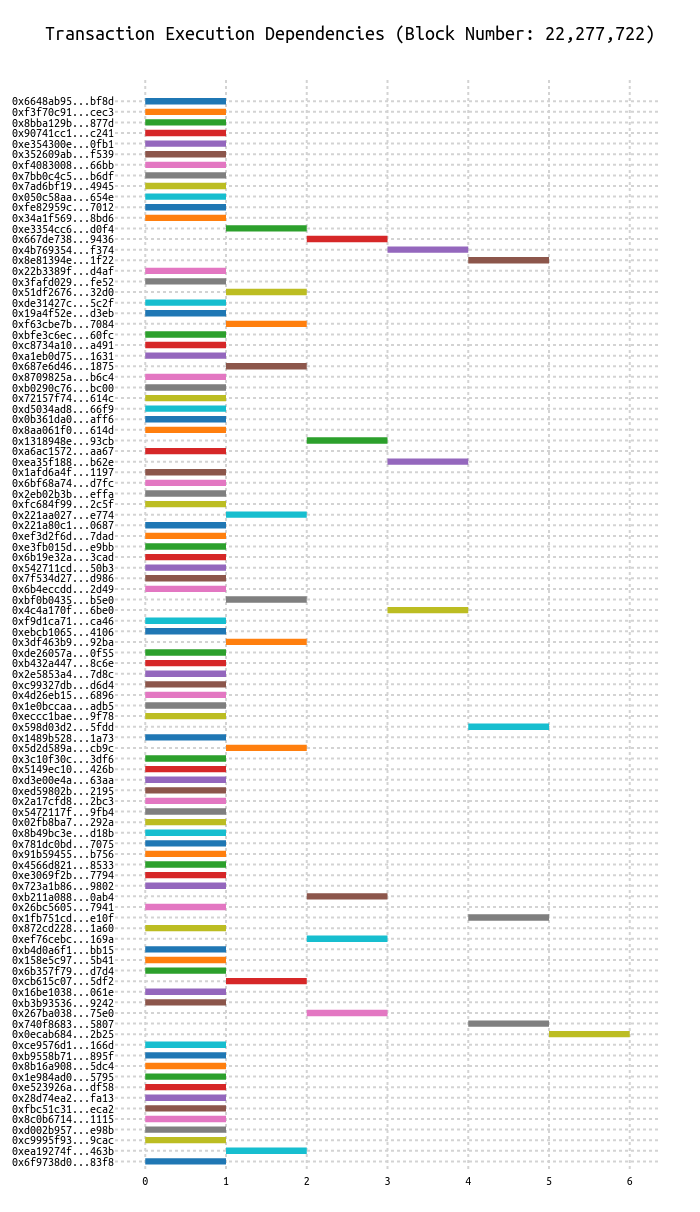 Transaction Execution Dependencies (Block Number: 22,277,722)
0x6648ab95...bf8d
0xf3f70c91...cec3
0x8bba129b...877d
0x90741cc1...c241
0xe354300e...0fb1
0x352609ab...f539
0xf4083008...66bb
0x7bb0c4c5...b6df
0x7ad6bf19...4945
0x050c58aa...654e
0xfe82959c...7012
0x34a1f569...8bd6
0xe3354cc6...d0f4
0x667de738...9436
0x4b769354...f374
0x8e81394e...1f22
0x22b3389f...d4af
0x3fafd029...fe52
0x51df2676...32d0
0xde31427c...5c2f
0x19a4f52e...d3eb
0xf63cbe7b...7084
0xbfe3c6ec...60fc
0xc8734a10...a491
0xa1eb0d75...1631
0x687e6d46...1875
0x8709825a...b6c4
0xb0290c76...bc00
0x72157f74...614c
0xd5034ad8...66f9
0x0b361da0...aff6
0x8aa061f0...614d
0x1318948e...93cb
0xa6ac1572...aa67
0xea35f188...b62e
0x1afd6a4f...1197
0x6bf68a74...d7fc
0x2eb02b3b...effa
0xfc684f99...2c5f
0x221aa027...e774
0x221a80c1...0687
0xef3d2f6d...7dad
0xe3fb015d...e9bb
0x6b19e32a...3cad
0x542711cd...50b3
0x7f534d27...d986
0x6b4eccdd...2d49
0xbf0b0435...b5e0
0x4c4a170f...6be0
0xf9d1ca71...ca46
0xebcb1065...4106
0x3df463b9...92ba
0xde26057a...0f55
0xb432a447...8c6e
0x2e5853a4...7d8c
0xc99327db...d6d4
0x4d26eb15...6896
0x1e0bccaa...adb5
0xeccc1bae...9f78
0x598d03d2...5fdd
0x1489b528...1a73
0x5d2d589a...cb9c
0x3c10f30c...3df6
0x5149ec10...426b
0xd3e00e4a...63aa
0xed59802b...2195
0x2a17cfd8...2bc3
0x5472117f...9fb4
0x02fb8ba7...292a
0x8b49bc3e...d18b
0x781dc0bd...7075
0x91b59455...b756
0x4566d821...8533
0xe3069f2b...7794
0x723a1b86...9802
0xb211a088...0ab4
0x26bc5605...7941
0x1fb751cd...e10f
0x872cd228...1a60
0xef76cebc...169a
0xb4d0a6f1...bb15
0x158e5c97...5b41
0x6b357f79...d7d4
0xcb615c07...5df2
0x16be1038...061e
0xb3b93536...9242
0x267ba038...75e0
0x740f8683...5807
0x0ecab684...2b25
0xce9576d1...166d
0xb9558b71...895f
0x8b16a908...5dc4
0x1e984ad0...5795
0xe523926a...df58
0x28d74ea2...fa13
0xfbc51c31...eca2
0x8c0b6714...1115
0xd002b957...e98b
0xc9995f93...9cac
0xea19274f...463b
0x6f9738d0...83f8
0 1 2 3 4 5 6